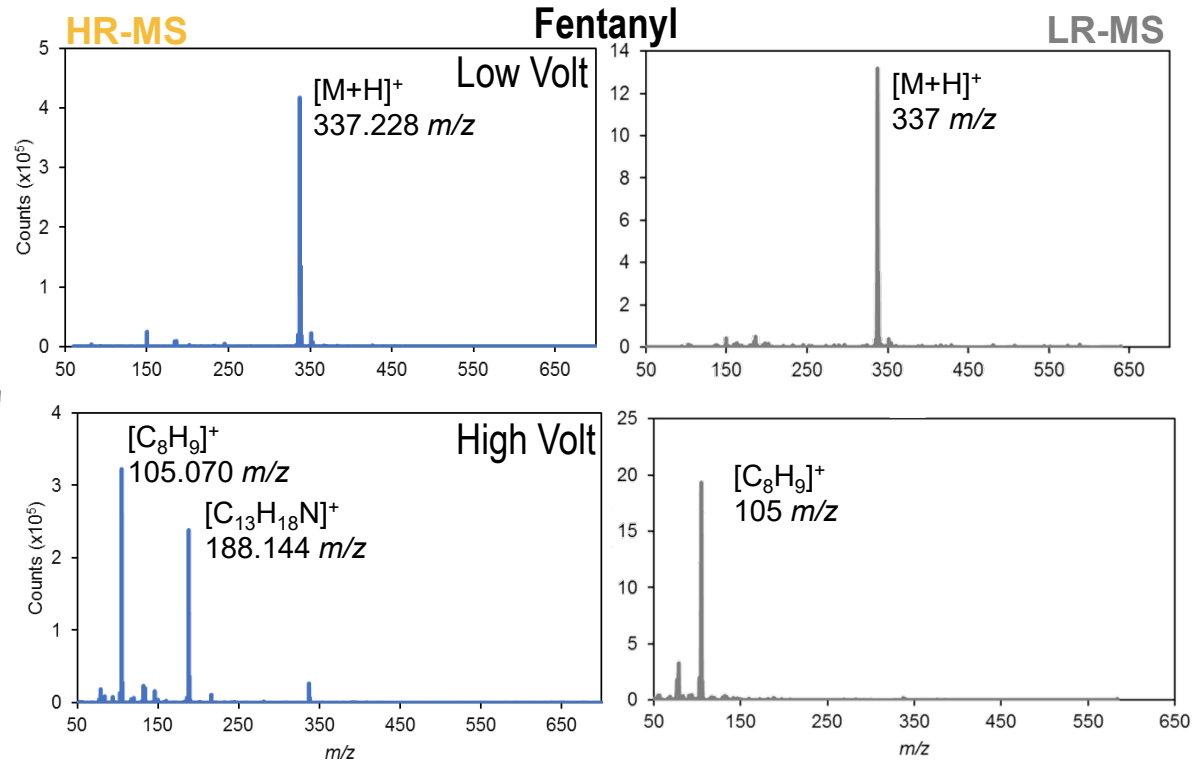 HR-MS
Fentanyl
LR-MS
Low Volt
Counts (x10⁵)
5
4
3
2
1
0
[M+H]⁺
337.228 m/z
50 150 250 350 450 550 650
14
12
10
8
6
4
2
0
[M+H]⁺
337 m/z
50 150 250 350 450 550 650
High Volt
Counts (x10⁵)
4
3
2
1
0
[C₈H₉]⁺
105.070 m/z
[C₁₃H₁₈N]⁺
188.144 m/z
50 150 250 350 450 550 650
m/z
25
20
15
10
5
0
[C₈H₉]⁺
105 m/z
50 150 250 350 450 550 650
m/z